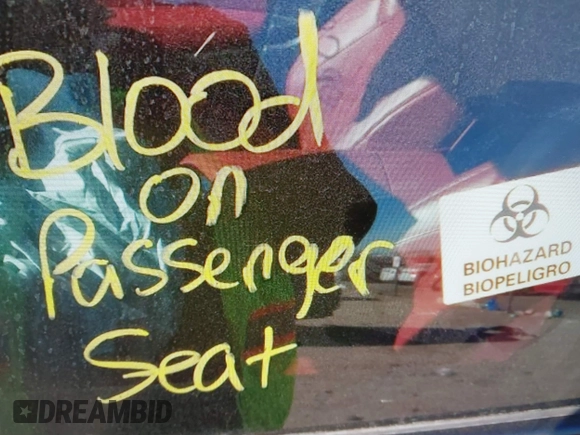 Blood
on
Passenger
Seat
BIOHAZARD
BIOPELIGRO
DREAMBID